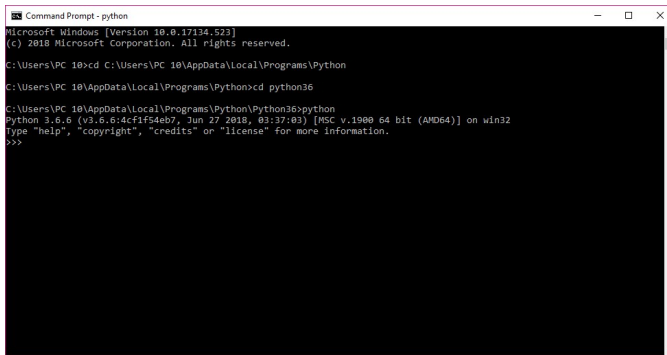 Command Prompt - python
Microsoft Windows [Version 10.0.17134.523]
(c) 2018 Microsoft Corporation. All rights reserved.
C:\Users\PC 10>cd C:\Users\PC 10\AppData\Local\Programs\Python
C:\Users\PC 10\AppData\Local\Programs\Python>cd python36
C:\Users\PC 10\AppData\Local\Programs\Python\Python36>python
Python 3.6.6 (v3.6.6:4cf1f54eb7, Jun 27 2018, 03:37:03) [MSC v.1900 64 bit (AMD64)] on win32
Type "help", "copyright", "credits" or "license" for more information.
>>>